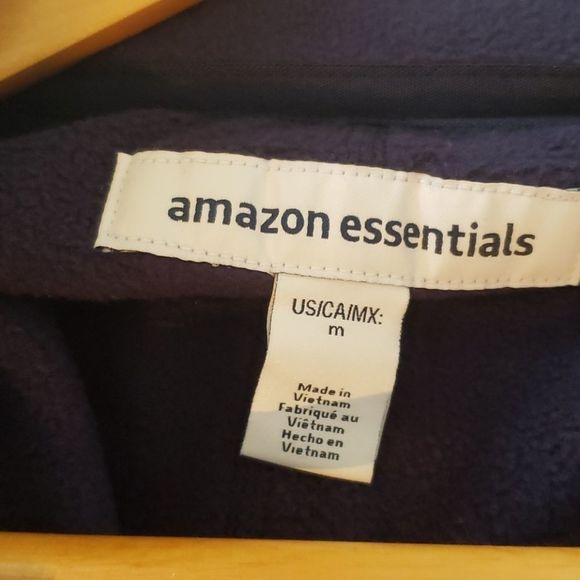 amazon essentials
US/CA/MX:
m
Made in
Vietnam
Fabriqué au
Viêtnam
Hecho en
Vietnam